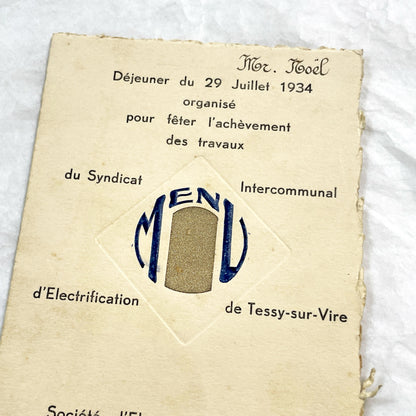 Mr. Noël
Déjeuner du 29 Juillet 1934
organisé
pour fêter l'achèvement
des travaux
du Syndicat Intercommunal
MENU
d'Electrification de Tessy-sur-Vire
Société